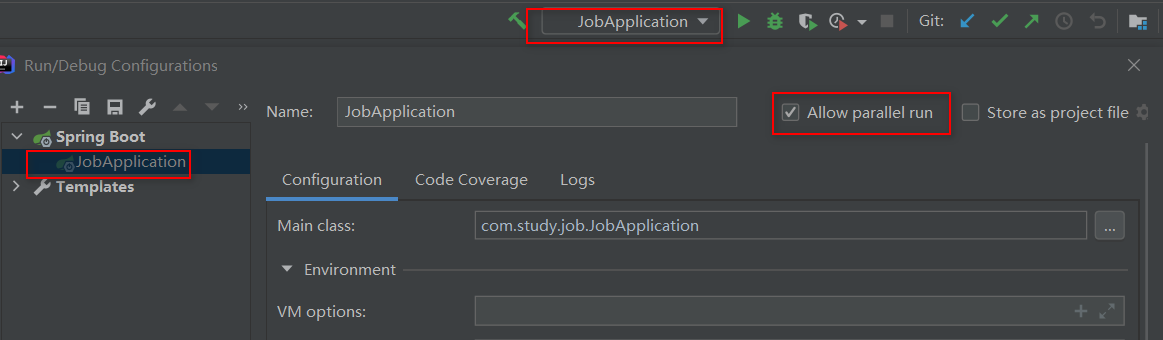 JobApplication
Git:
Run/Debug Configurations
Name: JobApplication Allow parallel run Store as project file
Spring Boot
JobApplication
Templates
Configuration Code Coverage Logs
Main class: com.study.job.JobApplication ...
Environment
VM options: